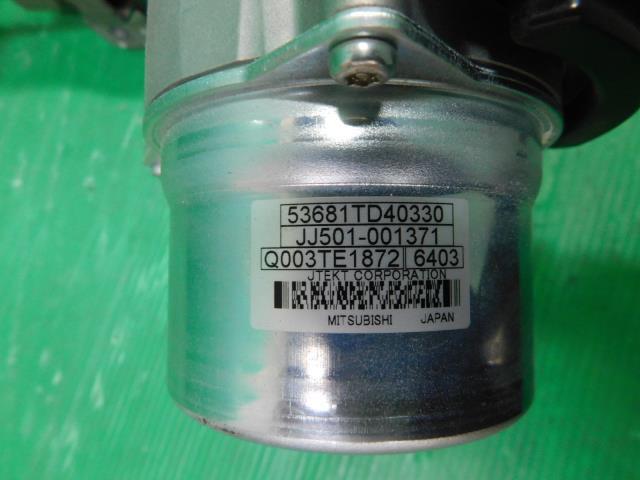 53681TD40330
JJ501-001371
Q003TE1872 6403
JTEKT CORPORATION
MITSUBISHI JAPAN